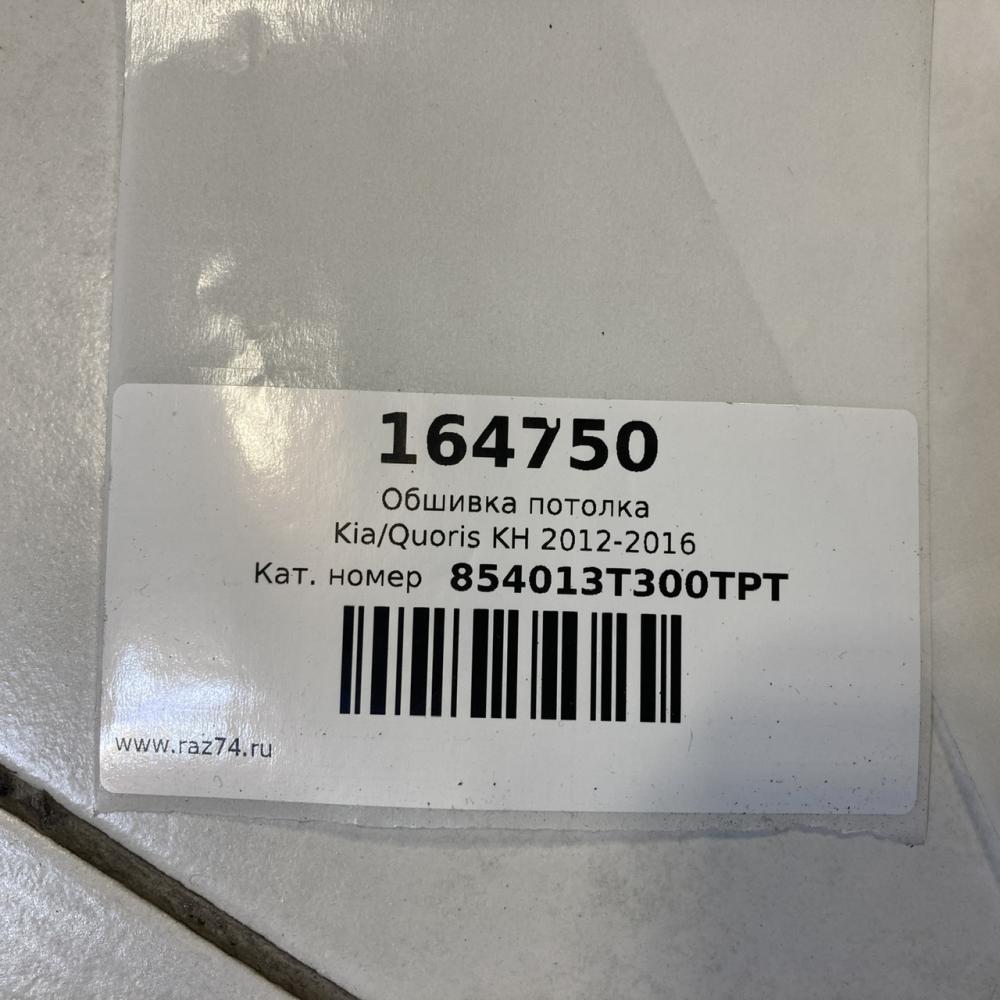 164750
Обшивка потолка
Kia/Quoris KH 2012-2016
Кат. номер 854013T300TPT
www.raz74.ru